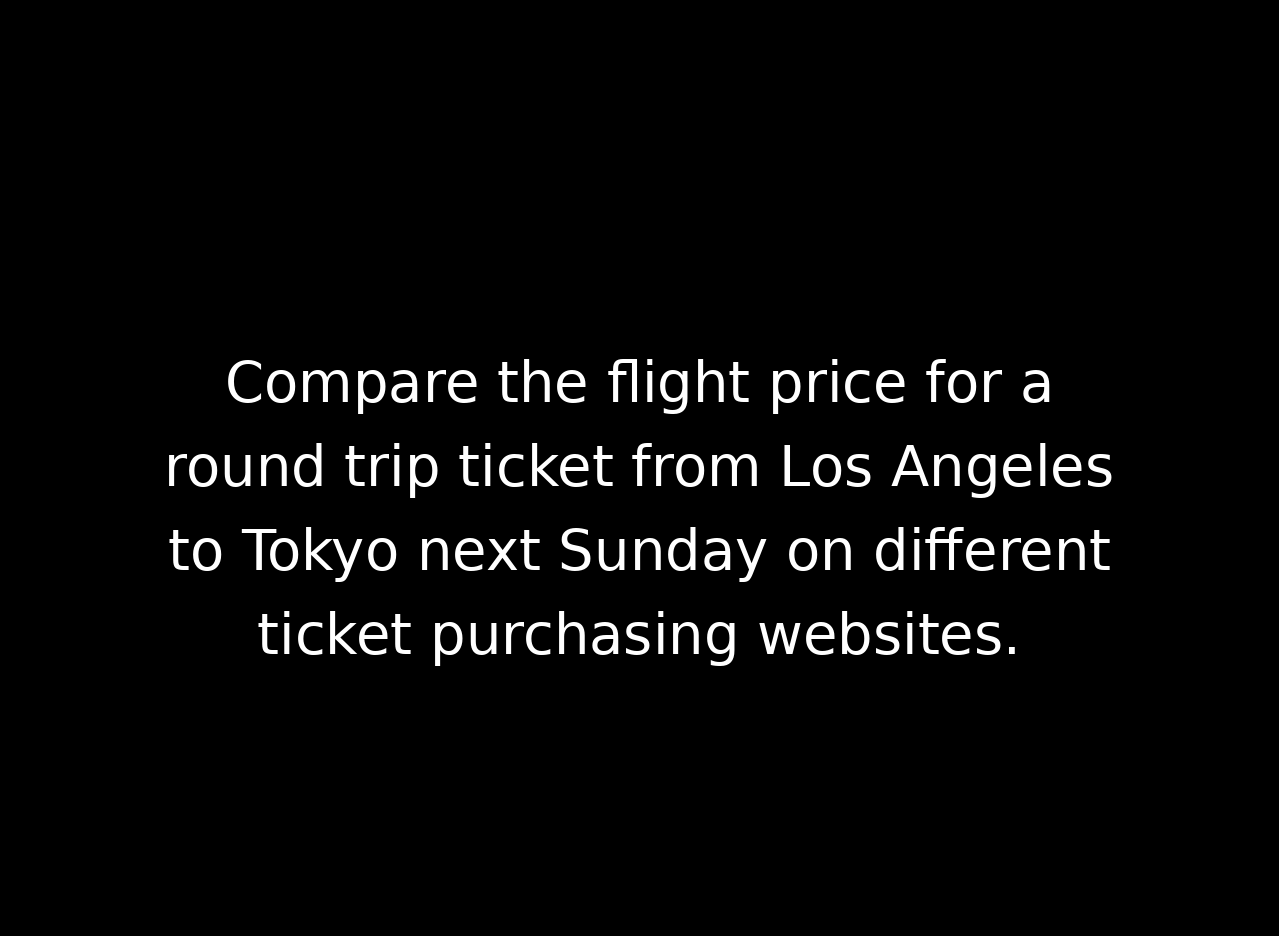 Compare the flight price for a
round trip ticket from Los Angeles
to Tokyo next Sunday on different
ticket purchasing websites.